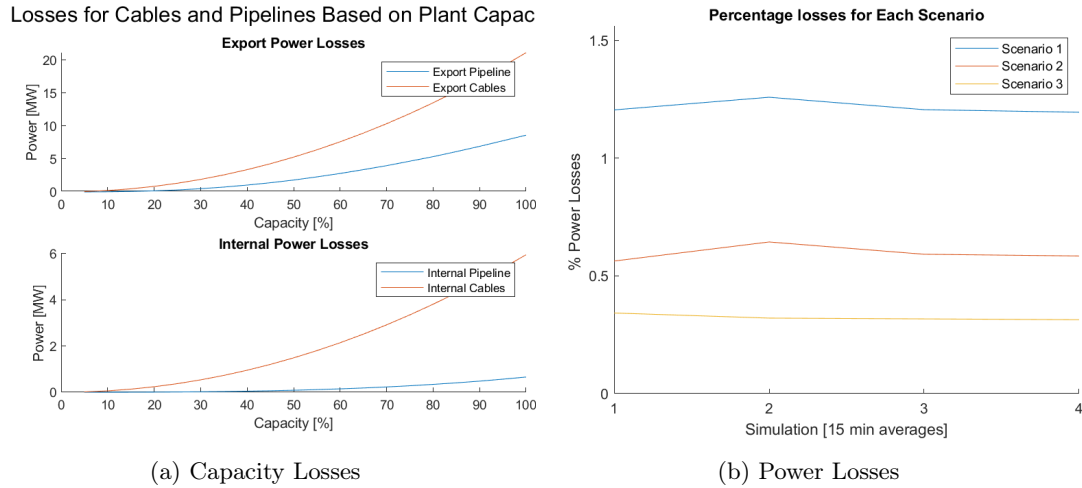 Losses for Cables and Pipelines Based on Plant Capac
Export Power Losses
20
15
10
5
0
Power [MW]
Export Pipeline
Export Cables
0 10 20 30 40 50 60 70 80 90 100
Capacity [%]
Internal Power Losses
6
4
2
0
Power [MW]
Internal Pipeline
Internal Cables
0 10 20 30 40 50 60 70 80 90 100
Capacity [%]
(a) Capacity Losses
Percentage losses for Each Scenario
1.5
1
0.5
0
% Power Losses
Scenario 1
Scenario 2
Scenario 3
1 2 3 4
Simulation [15 min averages]
(b) Power Losses